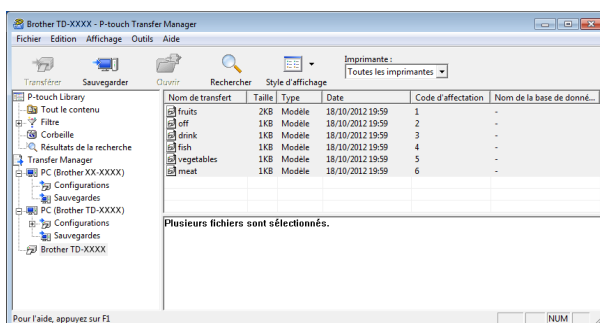 Brother TD-XXXX - P-touch Transfer Manager
Fichier Edition Affichage Outils Aide
Transférer Sauvegarder Ouvrir Rechercher Style d'affichage Imprimante :
Toutes les imprimantes
P-touch Library
Tout le contenu
Filtre
Corbeille
Résultats de la recherche
Transfer Manager
PC (Brother XX-XXXX)
Configurations
Sauvegardes
PC (Brother TD-XXXX)
Configurations
Sauvegardes
Brother TD-XXXX
Nom de transfert Taille Type Date Code d'affectation Nom de la base de donné...
fruits 2KB Modèle 18/10/2012 19:59 1 -
off 1KB Modèle 18/10/2012 19:59 2 -
drink 1KB Modèle 18/10/2012 19:59 3 -
fish 1KB Modèle 18/10/2012 19:59 4 -
vegetables 1KB Modèle 18/10/2012 19:59 5 -
meat 1KB Modèle 18/10/2012 19:59 6 -
Plusieurs fichiers sont sélectionnés.
Pour l'aide, appuyez sur F1 NUM